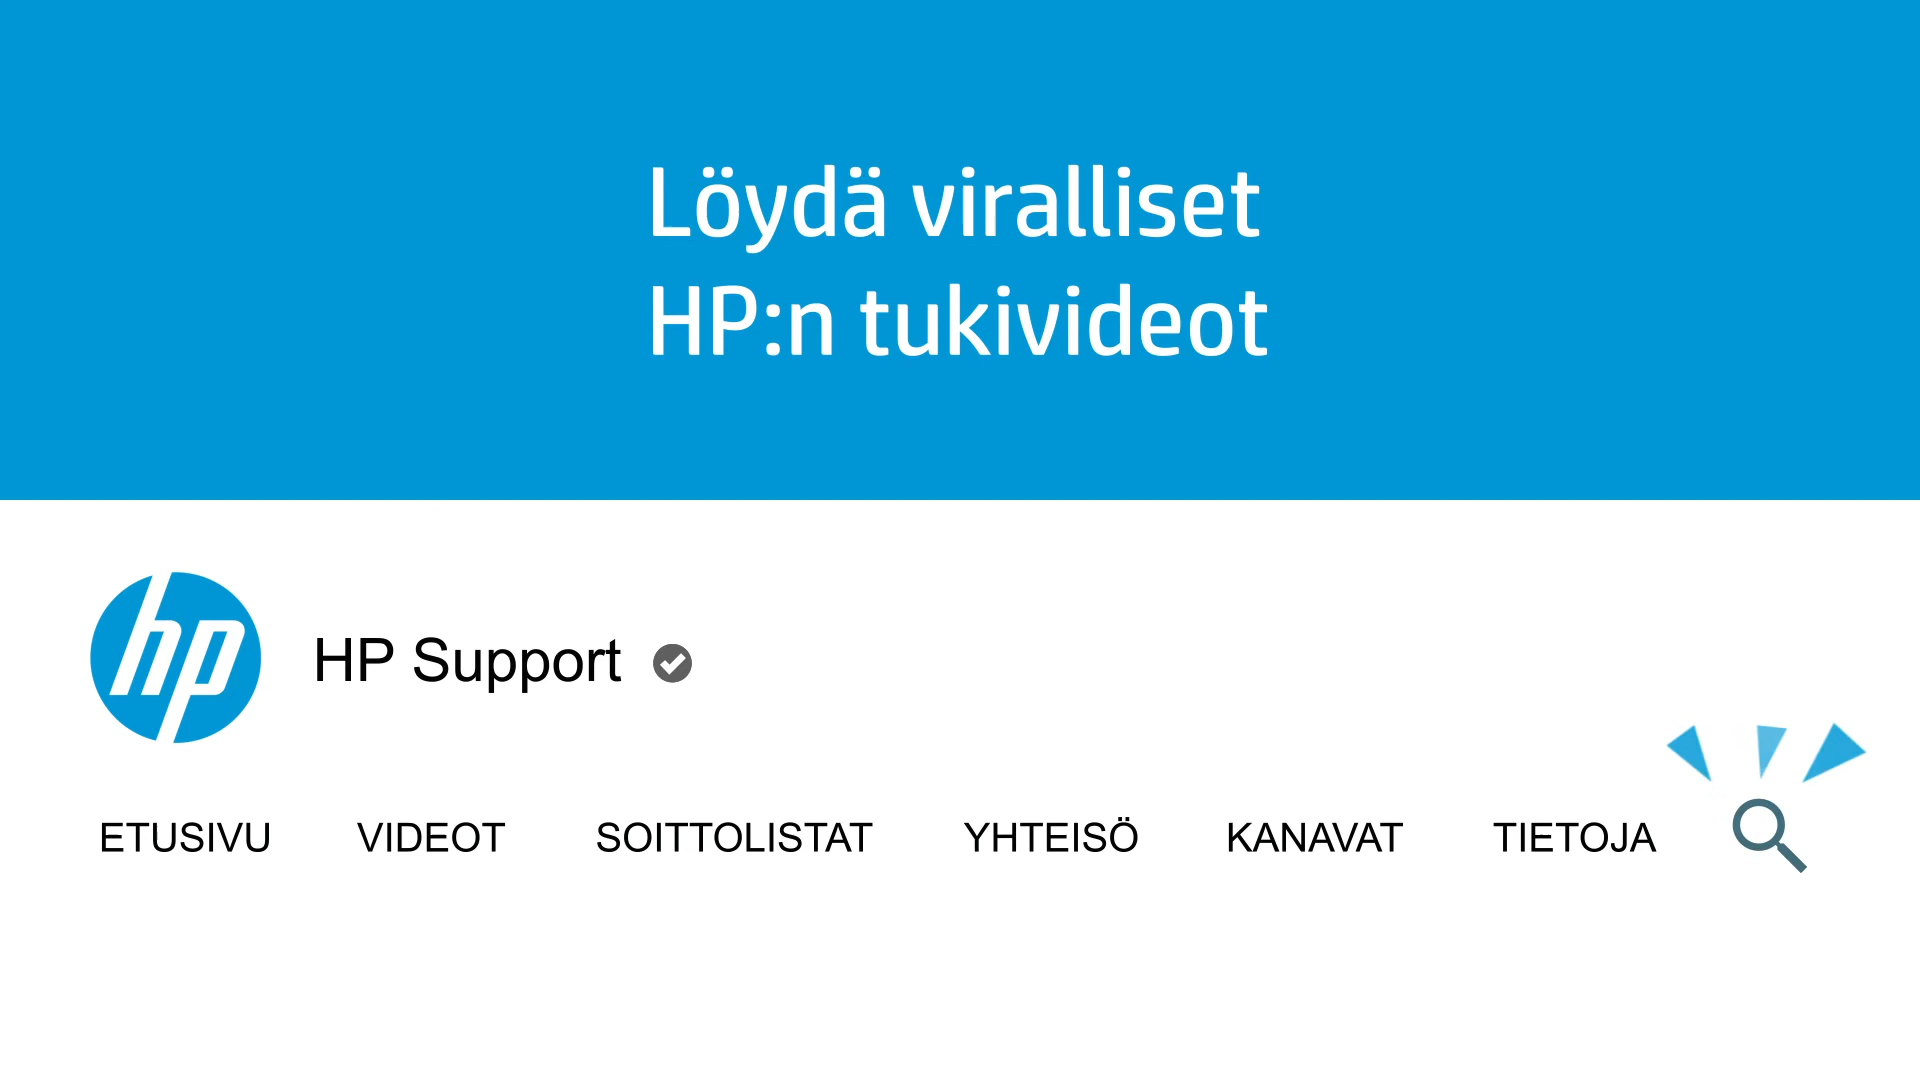 Löydä viralliset
HP:n tukivideot
hp
HP Support
ETUSIVU VIDEOT SOITTOLISTAT YHTEISÖ KANAVAT TIETOJA